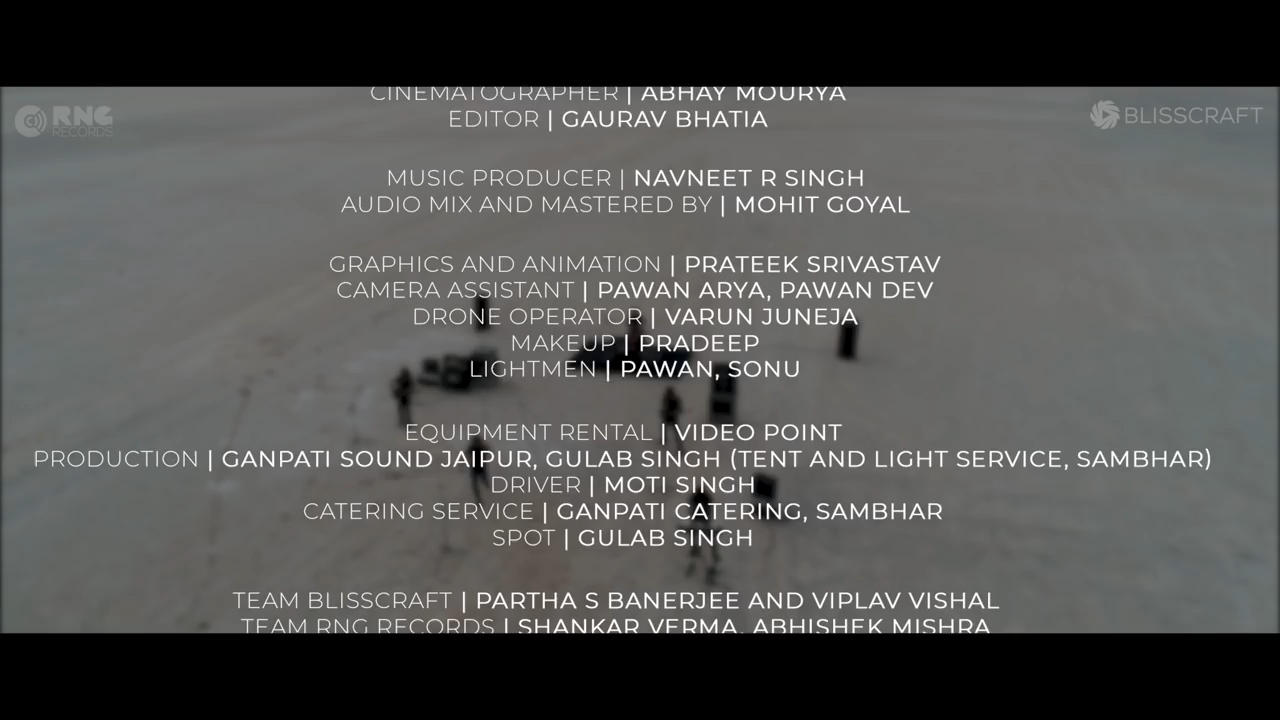 CINEMATOGRAPHER | ABHAY MOURYA
RNG
RECORDS
BLISSCRAFT
EDITOR | GAURAV BHATIA
MUSIC PRODUCER | NAVNEET R SINGH
AUDIO MIX AND MASTERED BY | MOHIT GOYAL
GRAPHICS AND ANIMATION | PRATEEK SRIVASTAV
CAMERA ASSISTANT | PAWAN ARYA, PAWAN DEV
DRONE OPERATOR | VARUN JUNEJA
MAKEUP | PRADEEP
LIGHTMEN | PAWAN, SONU
EQUIPMENT RENTAL | VIDEO POINT
PRODUCTION | GANPATI SOUND JAIPUR, GULAB SINGH (TENT AND LIGHT SERVICE, SAMBHAR)
DRIVER | MOTI SINGH
CATERING SERVICE | GANPATI CATERING, SAMBHAR
SPOT | GULAB SINGH
TEAM BLISSCRAFT | PARTHA S BANERJEE AND VIPLAV VISHAL
TEAM RNG RECORDS | SHANKAR VERMA, ABHISHEK MISHRA